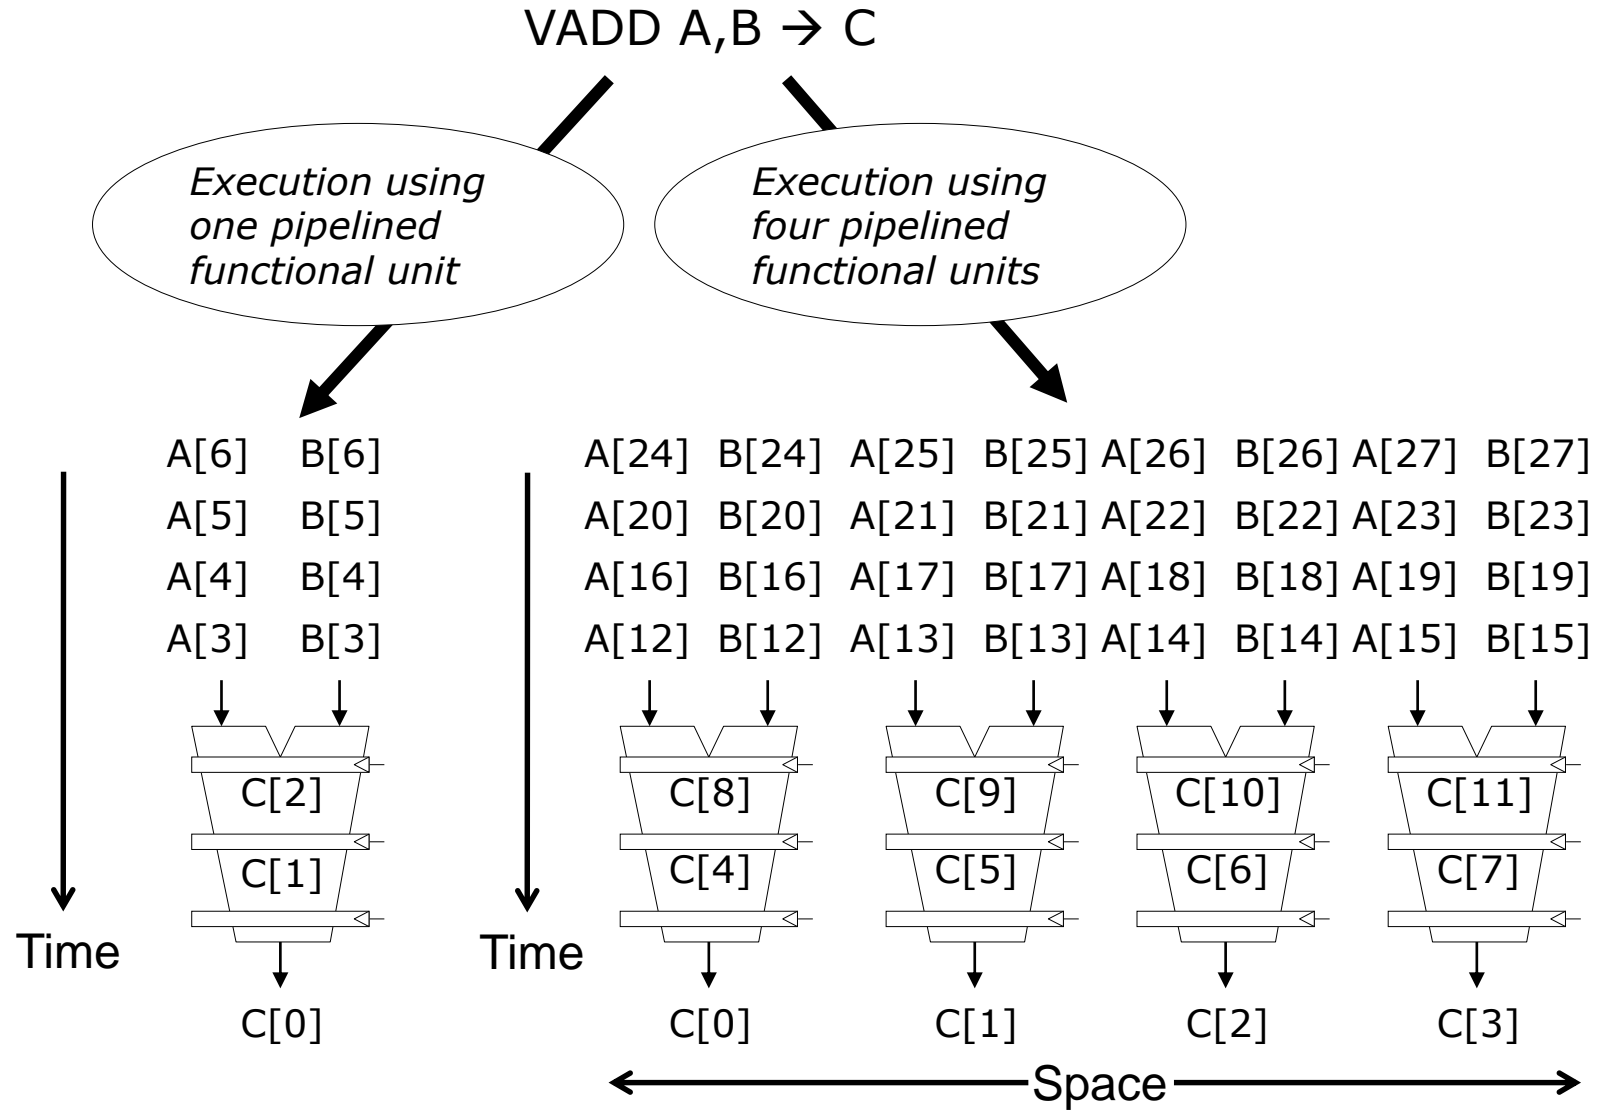 VADD A,B → C
Execution using
one pipelined
functional unit
Execution using
four pipelined
functional units
A[6] B[6]
A[5] B[5]
A[4] B[4]
A[3] B[3]
C[2]
C[1]
C[0]
Time
A[24] B[24] A[25] B[25] A[26] B[26] A[27] B[27]
A[20] B[20] A[21] B[21] A[22] B[22] A[23] B[23]
A[16] B[16] A[17] B[17] A[18] B[18] A[19] B[19]
A[12] B[12] A[13] B[13] A[14] B[14] A[15] B[15]
C[8] C[9] C[10] C[11]
C[4] C[5] C[6] C[7]
Time
C[0] C[1] C[2] C[3]
Space